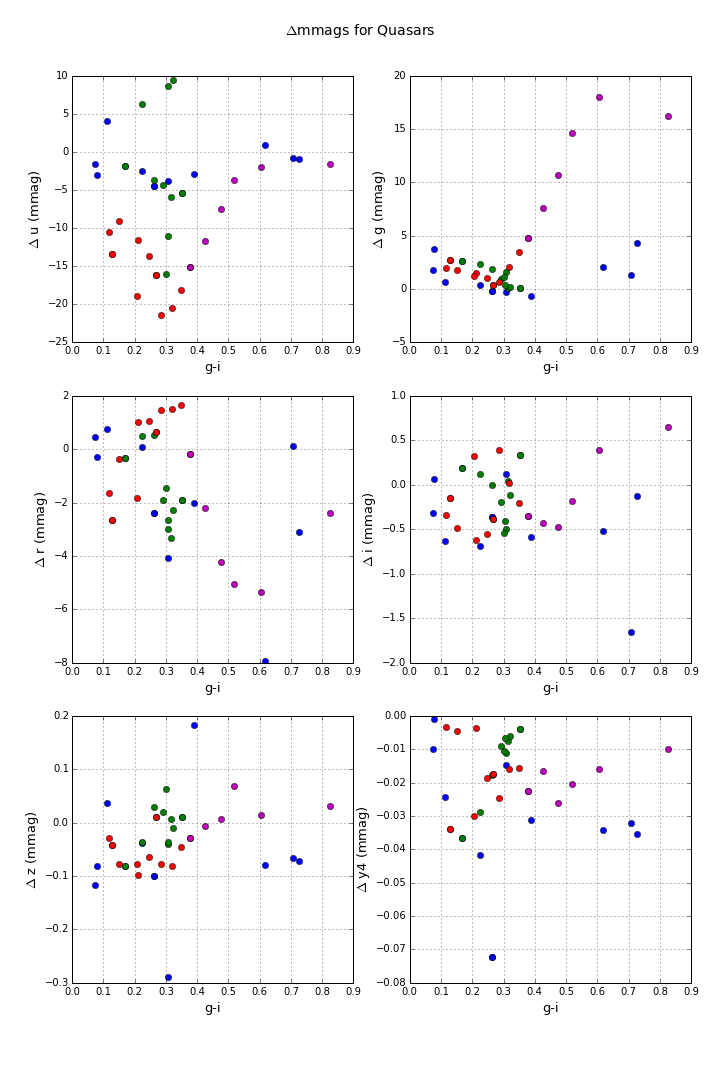 Δmmags for Quasars
10
5
0
−5
−10
−15
−20
−25
Δ u (mmag)
0.0 0.1 0.2 0.3 0.4 0.5 0.6 0.7 0.8 0.9
g-i
20
15
10
5
0
−5
Δ g (mmag)
0.0 0.1 0.2 0.3 0.4 0.5 0.6 0.7 0.8 0.9
g-i
2
0
−2
−4
−6
−8
Δ r (mmag)
0.0 0.1 0.2 0.3 0.4 0.5 0.6 0.7 0.8 0.9
g-i
1.0
0.5
0.0
−0.5
−1.0
−1.5
−2.0
Δ i (mmag)
0.0 0.1 0.2 0.3 0.4 0.5 0.6 0.7 0.8 0.9
g-i
0.2
0.1
0.0
−0.1
−0.2
−0.3
Δ z (mmag)
0.0 0.1 0.2 0.3 0.4 0.5 0.6 0.7 0.8 0.9
g-i
0.00
−0.01
−0.02
−0.03
−0.04
−0.05
−0.06
−0.07
−0.08
Δ y4 (mmag)
0.0 0.1 0.2 0.3 0.4 0.5 0.6 0.7 0.8 0.9
g-i